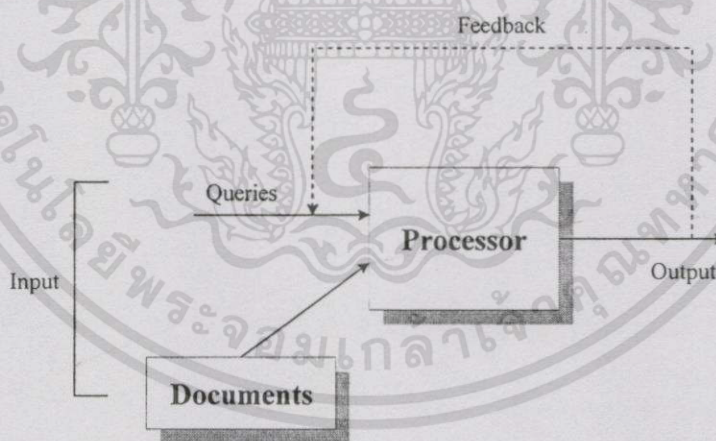 Feedback
Queries
Processor
Input
Output
Documents